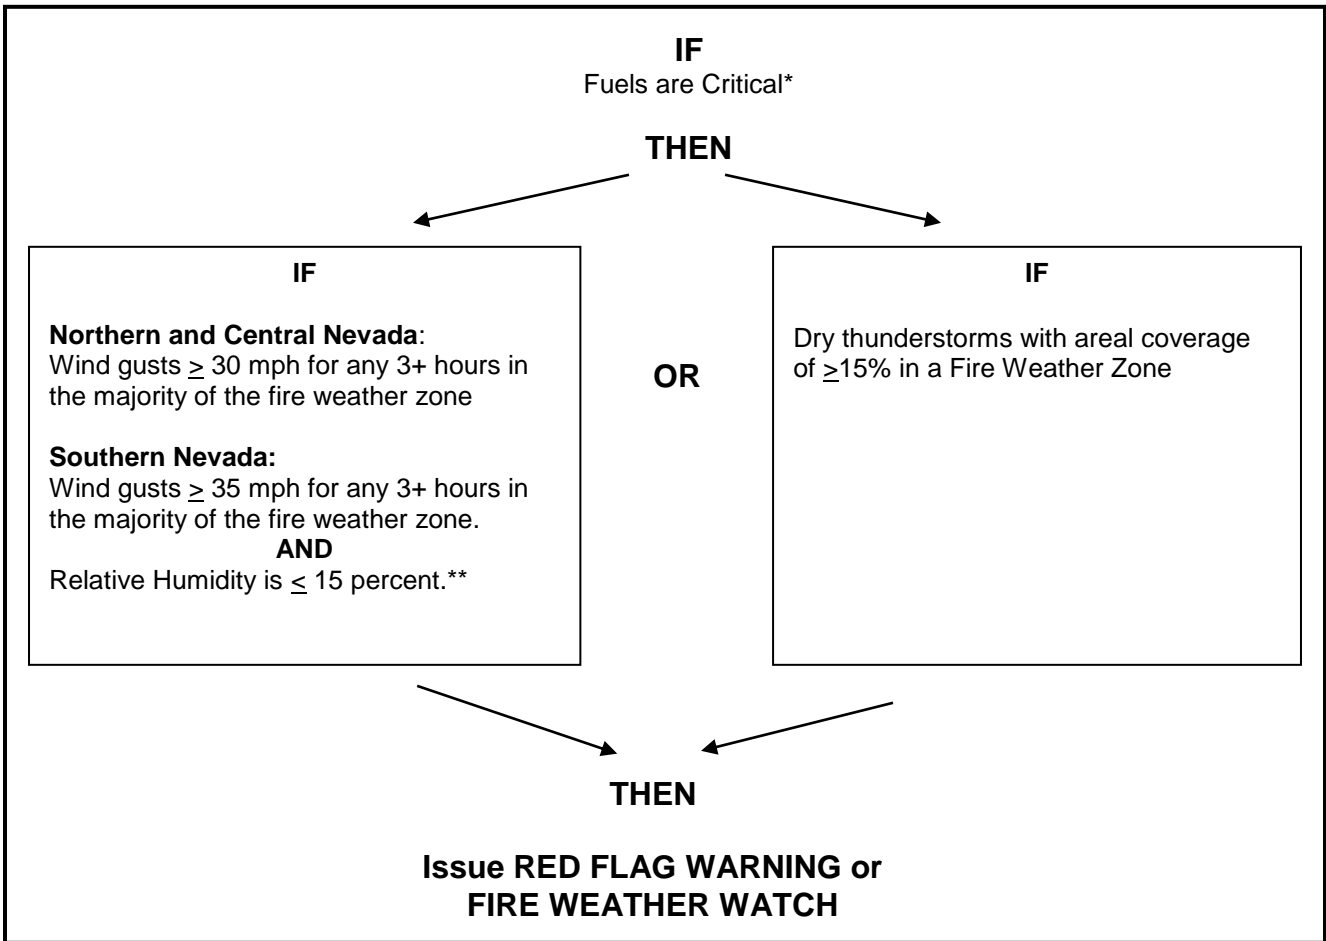 IF
Fuels are Critical*
THEN
IF
Northern and Central Nevada:
Wind gusts ≥ 30 mph for any 3+ hours in
the majority of the fire weather zone
Southern Nevada:
Wind gusts ≥ 35 mph for any 3+ hours in
the majority of the fire weather zone.
AND
Relative Humidity is ≤ 15 percent.**
OR
IF
Dry thunderstorms with areal coverage
of ≥15% in a Fire Weather Zone
THEN
Issue RED FLAG WARNING or
FIRE WEATHER WATCH